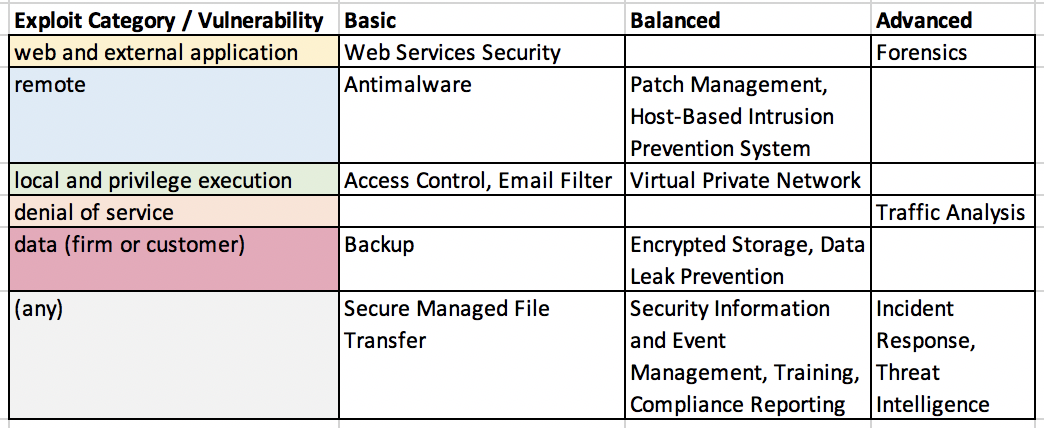 Exploit Category / Vulnerability Basic Balanced Advanced
web and external application Web Services Security Forensics
remote Antimalware Patch Management,
Host-Based Intrusion
Prevention System
local and privilege execution Access Control, Email Filter Virtual Private Network
denial of service Traffic Analysis
data (firm or customer) Backup Encrypted Storage, Data
Leak Prevention
(any) Secure Managed File Security Information Incident
Transfer and Event Response,
Management, Training, Threat
Compliance Reporting Intelligence